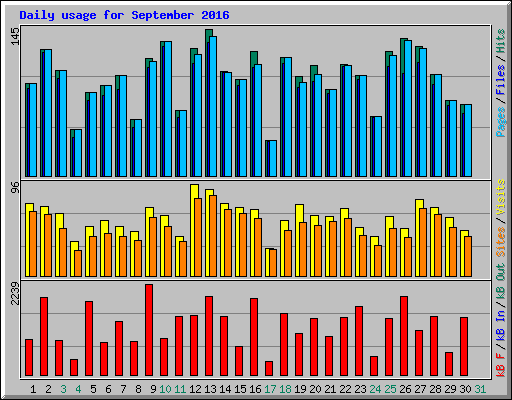 Daily usage for September 2016
145
Pages / Files / Hits
96
Sites / Visits
2239
kB F / kB In / kB Out
1 2 3 4 5 6 7 8 9 10 11 12 13 14 15 16 17 18 19 20 21 22 23 24 25 26 27 28 29 30 31